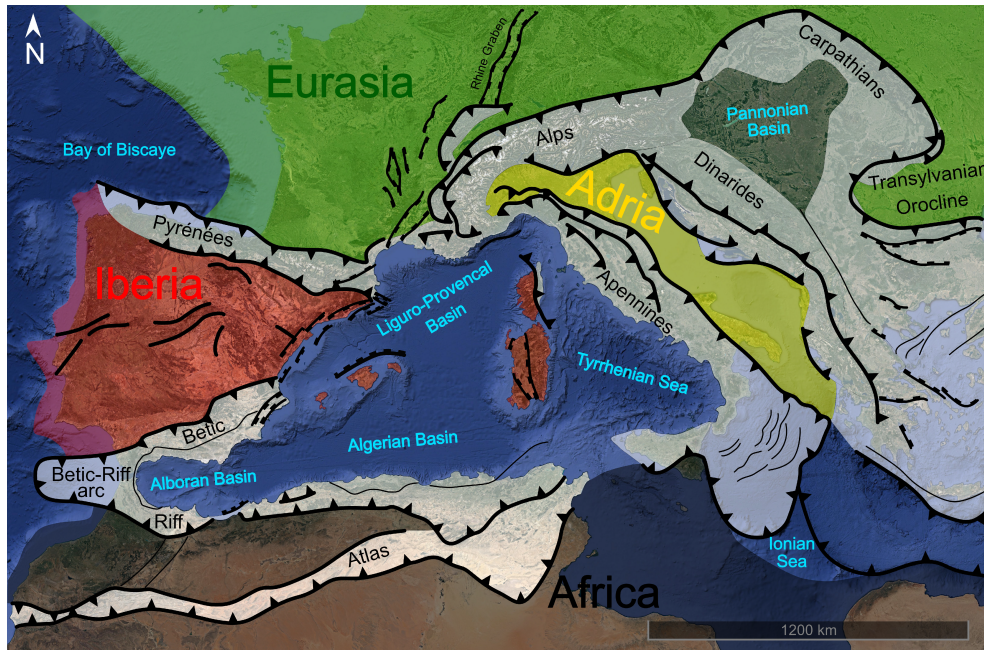 N
Eurasia
Rhine Graben
Carpathians
Pannonian
Basin
Bay of Biscaye
Alps
Adria
Dinarides
Transylvanian
Orocline
Pyrénées
Iberia
Liguro-Provencal
Basin
Apennines
Tyrrhenian Sea
Betic
Algerian Basin
Betic-Riff
arc
Alboran Basin
Riff
Atlas
Ionian
Sea
Africa
1200 km